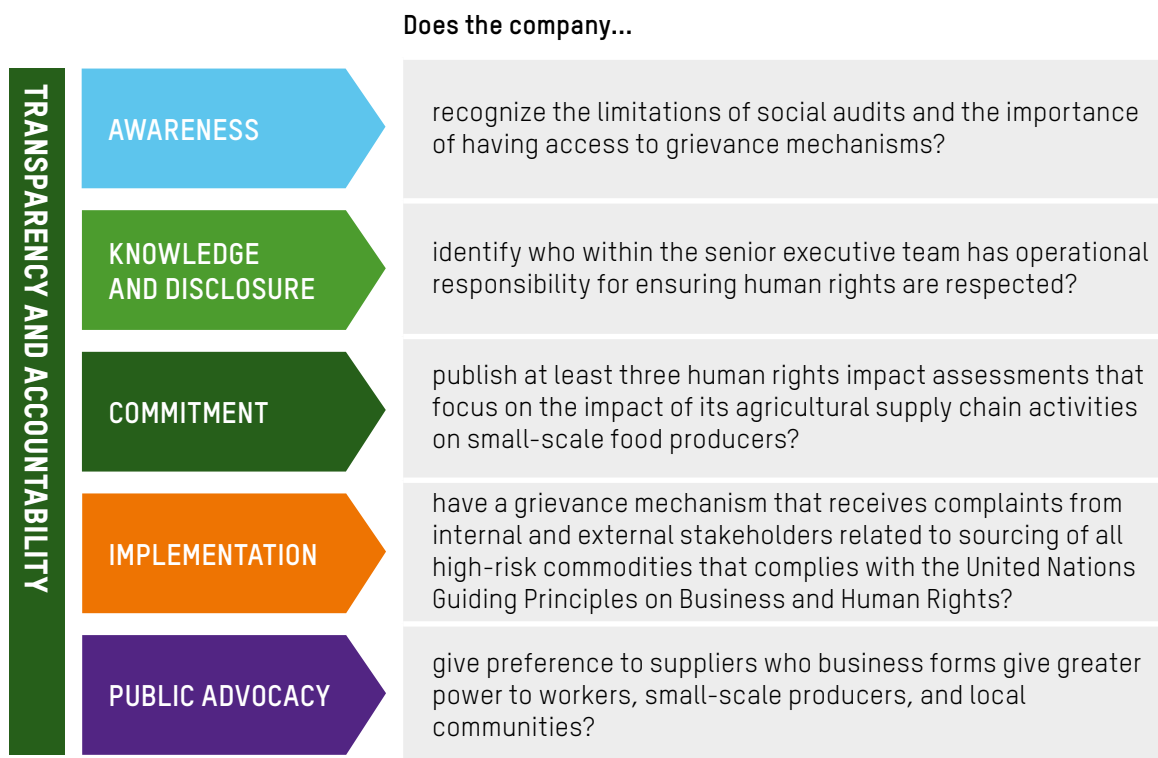 Does the company...
TRANSPARENCY AND ACCOUNTABILITY
AWARENESS
recognize the limitations of social audits and the importance
of having access to grievance mechanisms?
KNOWLEDGE
AND DISCLOSURE
identify who within the senior executive team has operational
responsibility for ensuring human rights are respected?
COMMITMENT
publish at least three human rights impact assessments that
focus on the impact of its agricultural supply chain activities
on small-scale food producers?
IMPLEMENTATION
have a grievance mechanism that receives complaints from
internal and external stakeholders related to sourcing of all
high-risk commodities that complies with the United Nations
Guiding Principles on Business and Human Rights?
PUBLIC ADVOCACY
give preference to suppliers who business forms give greater
power to workers, small-scale producers, and local
communities?